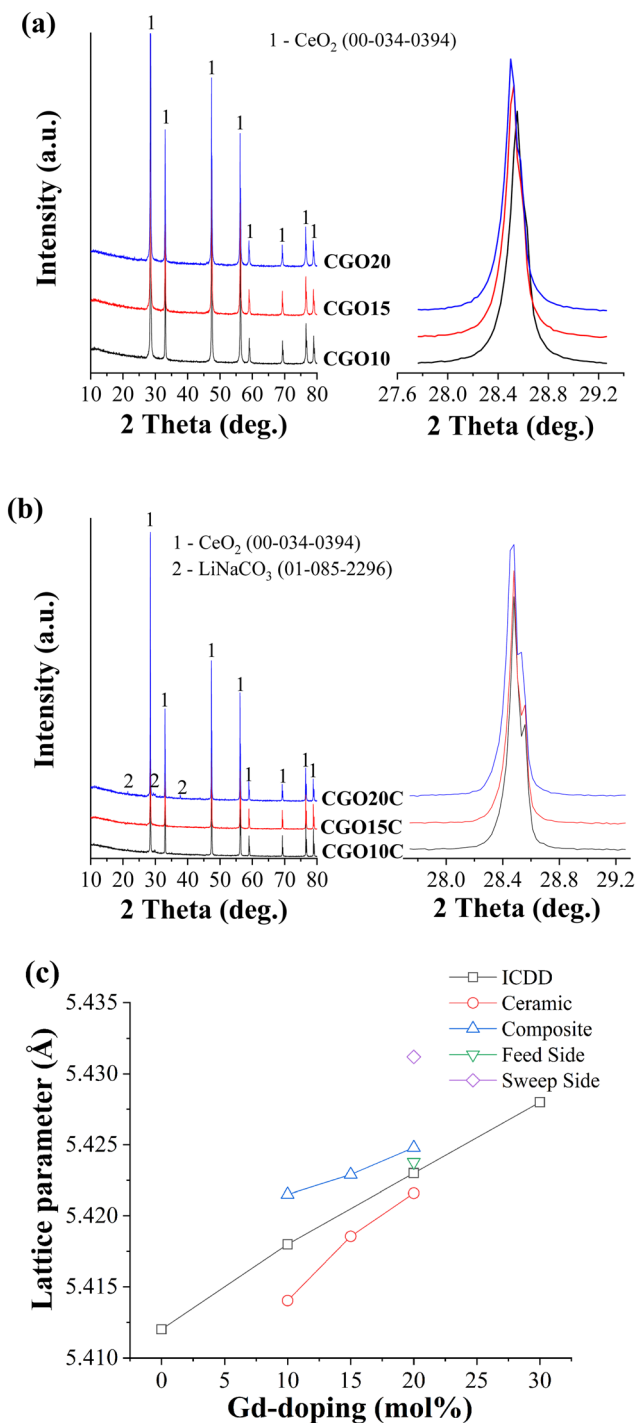 (a)
1 - CeO₂ (00-034-0394)
1
1
1
1
1
1
1
1
CGO20
CGO15
CGO10
Intensity (a.u.)
10 20 30 40 50 60 70 80
2 Theta (deg.)
27.6 28.0 28.4 28.8 29.2
2 Theta (deg.)
(b)
1 - CeO₂ (00-034-0394)
2 - LiNaCO₃ (01-085-2296)
1
1
1
1
1
1
1
1
2
2
2
CGO20C
CGO15C
CGO10C
Intensity (a.u.)
10 20 30 40 50 60 70 80
2 Theta (deg.)
28.0 28.4 28.8 29.2
2 Theta (deg.)
(c)
ICDD
Ceramic
Composite
Feed Side
Sweep Side
Lattice parameter (Å)
5.435
5.430
5.425
5.420
5.415
5.410
0 5 10 15 20 25 30
Gd-doping (mol%)